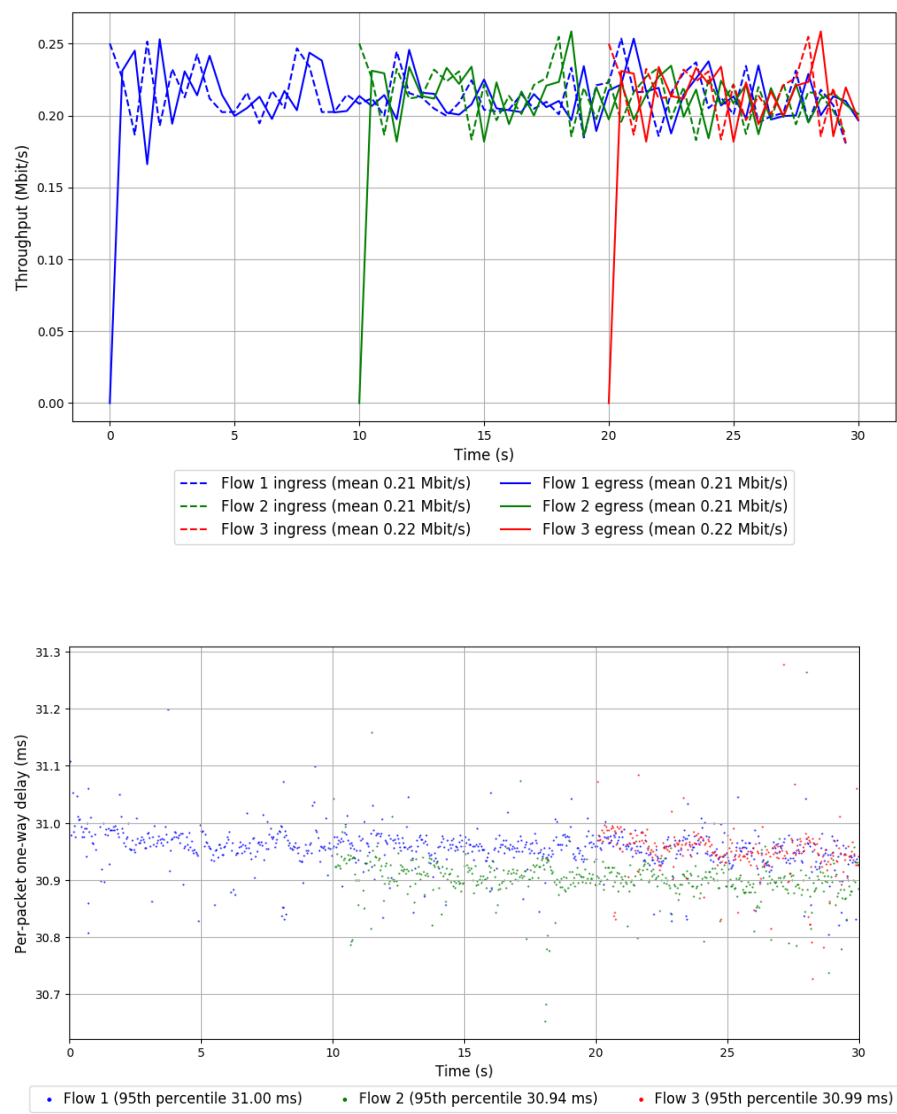 0.25
0.20
0.15
0.10
0.05
0.00
Throughput (Mbit/s)
0 5 10 15 20 25 30
Time (s)
Flow 1 ingress (mean 0.21 Mbit/s) Flow 1 egress (mean 0.21 Mbit/s)
Flow 2 ingress (mean 0.21 Mbit/s) Flow 2 egress (mean 0.21 Mbit/s)
Flow 3 ingress (mean 0.22 Mbit/s) Flow 3 egress (mean 0.22 Mbit/s)
31.3
31.2
31.1
31.0
30.9
30.8
30.7
Per-packet one-way delay (ms)
0 5 10 15 20 25 30
Time (s)
Flow 1 (95th percentile 31.00 ms) Flow 2 (95th percentile 30.94 ms) Flow 3 (95th percentile 30.99 ms)